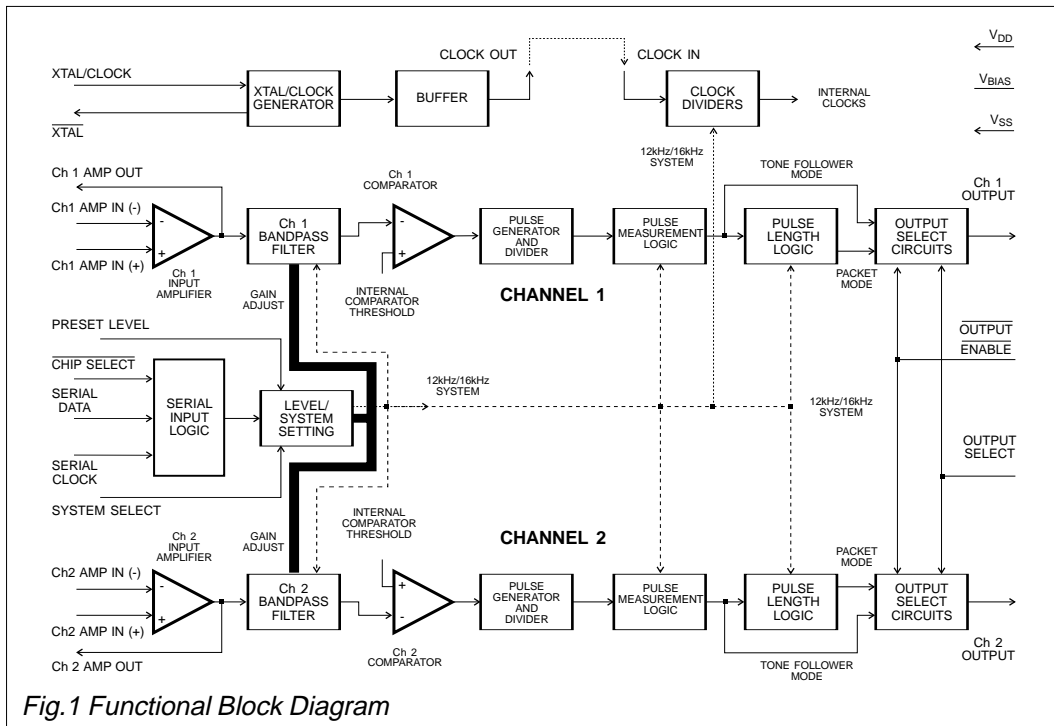 CLOCK OUT
CLOCK IN
VDD
VBIAS
VSS
XTAL/CLOCK
XTAL
XTAL/CLOCK
GENERATOR
BUFFER
CLOCK
DIVIDERS
INTERNAL
CLOCKS
12kHz/16kHz
SYSTEM
Ch 1 AMP OUT
Ch1 AMP IN (-)
Ch1 AMP IN (+)
-
+
Ch 1
INPUT
AMPLIFIER
Ch 1
BANDPASS
FILTER
Ch 1
COMPARATOR
-
+
PULSE
GENERATOR
AND
DIVIDER
PULSE
MEASUREMENT
LOGIC
TONE FOLLOWER
MODE
PULSE
LENGTH
LOGIC
PACKET
MODE
OUTPUT
SELECT
CIRCUITS
Ch 1
OUTPUT
GAIN
ADJUST
INTERNAL
COMPARATOR
THRESHOLD
CHANNEL 1
PRESET LEVEL
CHIP SELECT
SERIAL
DATA
SERIAL
CLOCK
SYSTEM SELECT
SERIAL
INPUT
LOGIC
LEVEL/
SYSTEM
SETTING
12kHz/16kHz
SYSTEM
12kHz/16kHz
SYSTEM
OUTPUT
ENABLE
OUTPUT
SELECT
Ch 2
INPUT
AMPLIFIER
GAIN
ADJUST
INTERNAL
COMPARATOR
THRESHOLD
CHANNEL 2
Ch2 AMP IN (-)
Ch2 AMP IN (+)
Ch 2 AMP OUT
-
+
Ch 2
BANDPASS
FILTER
+
-
Ch 2
COMPARATOR
PULSE
GENERATOR
AND
DIVIDER
PULSE
MEASUREMENT
LOGIC
PULSE
LENGTH
LOGIC
PACKET
MODE
OUTPUT
SELECT
CIRCUITS
TONE FOLLOWER
MODE
Ch 2
OUTPUT
Fig.1 Functional Block Diagram